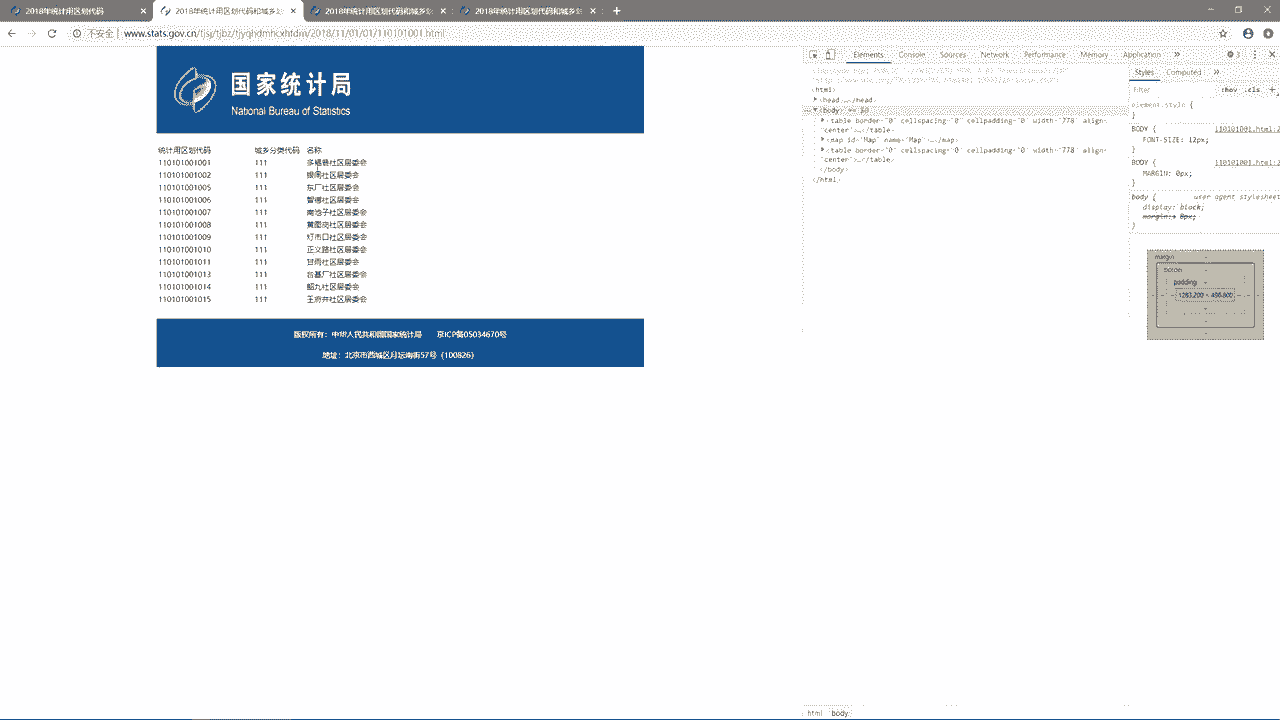 2018年统计用区划代码
2018年统计用区划代码和城乡划
2018年统计用区划代码和城乡划
2018年统计用区划代码和城乡划
不安全 | www.stats.gov.cn/tjsj/tjbz/tjyqhdmhcxhfdm/2018/11/01/01/110101001.html
国家统计局
National Bureau of Statistics
统计用区划代码 城乡分类代码 名称
110101001001 111 多福巷社区居委会
110101001002 111 银闸社区居委会
110101001005 111 东厂社区居委会
110101001006 111 智德社区居委会
110101001007 111 南池子社区居委会
110101001008 111 黄图岗社区居委会
110101001009 111 灯市口社区居委会
110101001010 111 正义路社区居委会
110101001011 111 甘雨社区居委会
110101001013 111 台基厂社区居委会
110101001014 111 韶九社区居委会
110101001015 111 王府井社区居委会
版权所有：中华人民共和国国家统计局 京ICP备05034670号
地址：北京市西城区月坛南街57号（100826）
Elements Console Sources Network Performance Memory Application
<html>
<head>…</head>
<body> == $0
<table border="0" cellspacing="0" cellpadding="0" width="778" align=
"center">…</table>
<map id="Map" name="Map">…</map>
<table border="0" cellspacing="0" cellpadding="0" width="778" align=
"center">…</table>
</body>
</html>
html body
Styles Computed
Filter :hov .cls +
element.style {
}
BODY { 110101001.html:2
FONT-SIZE: 12px;
}
BODY { 110101001.html:2
MARGIN: 0px;
}
body { user agent stylesheet
display: block;
margin: 8px;
}
margin
border
padding